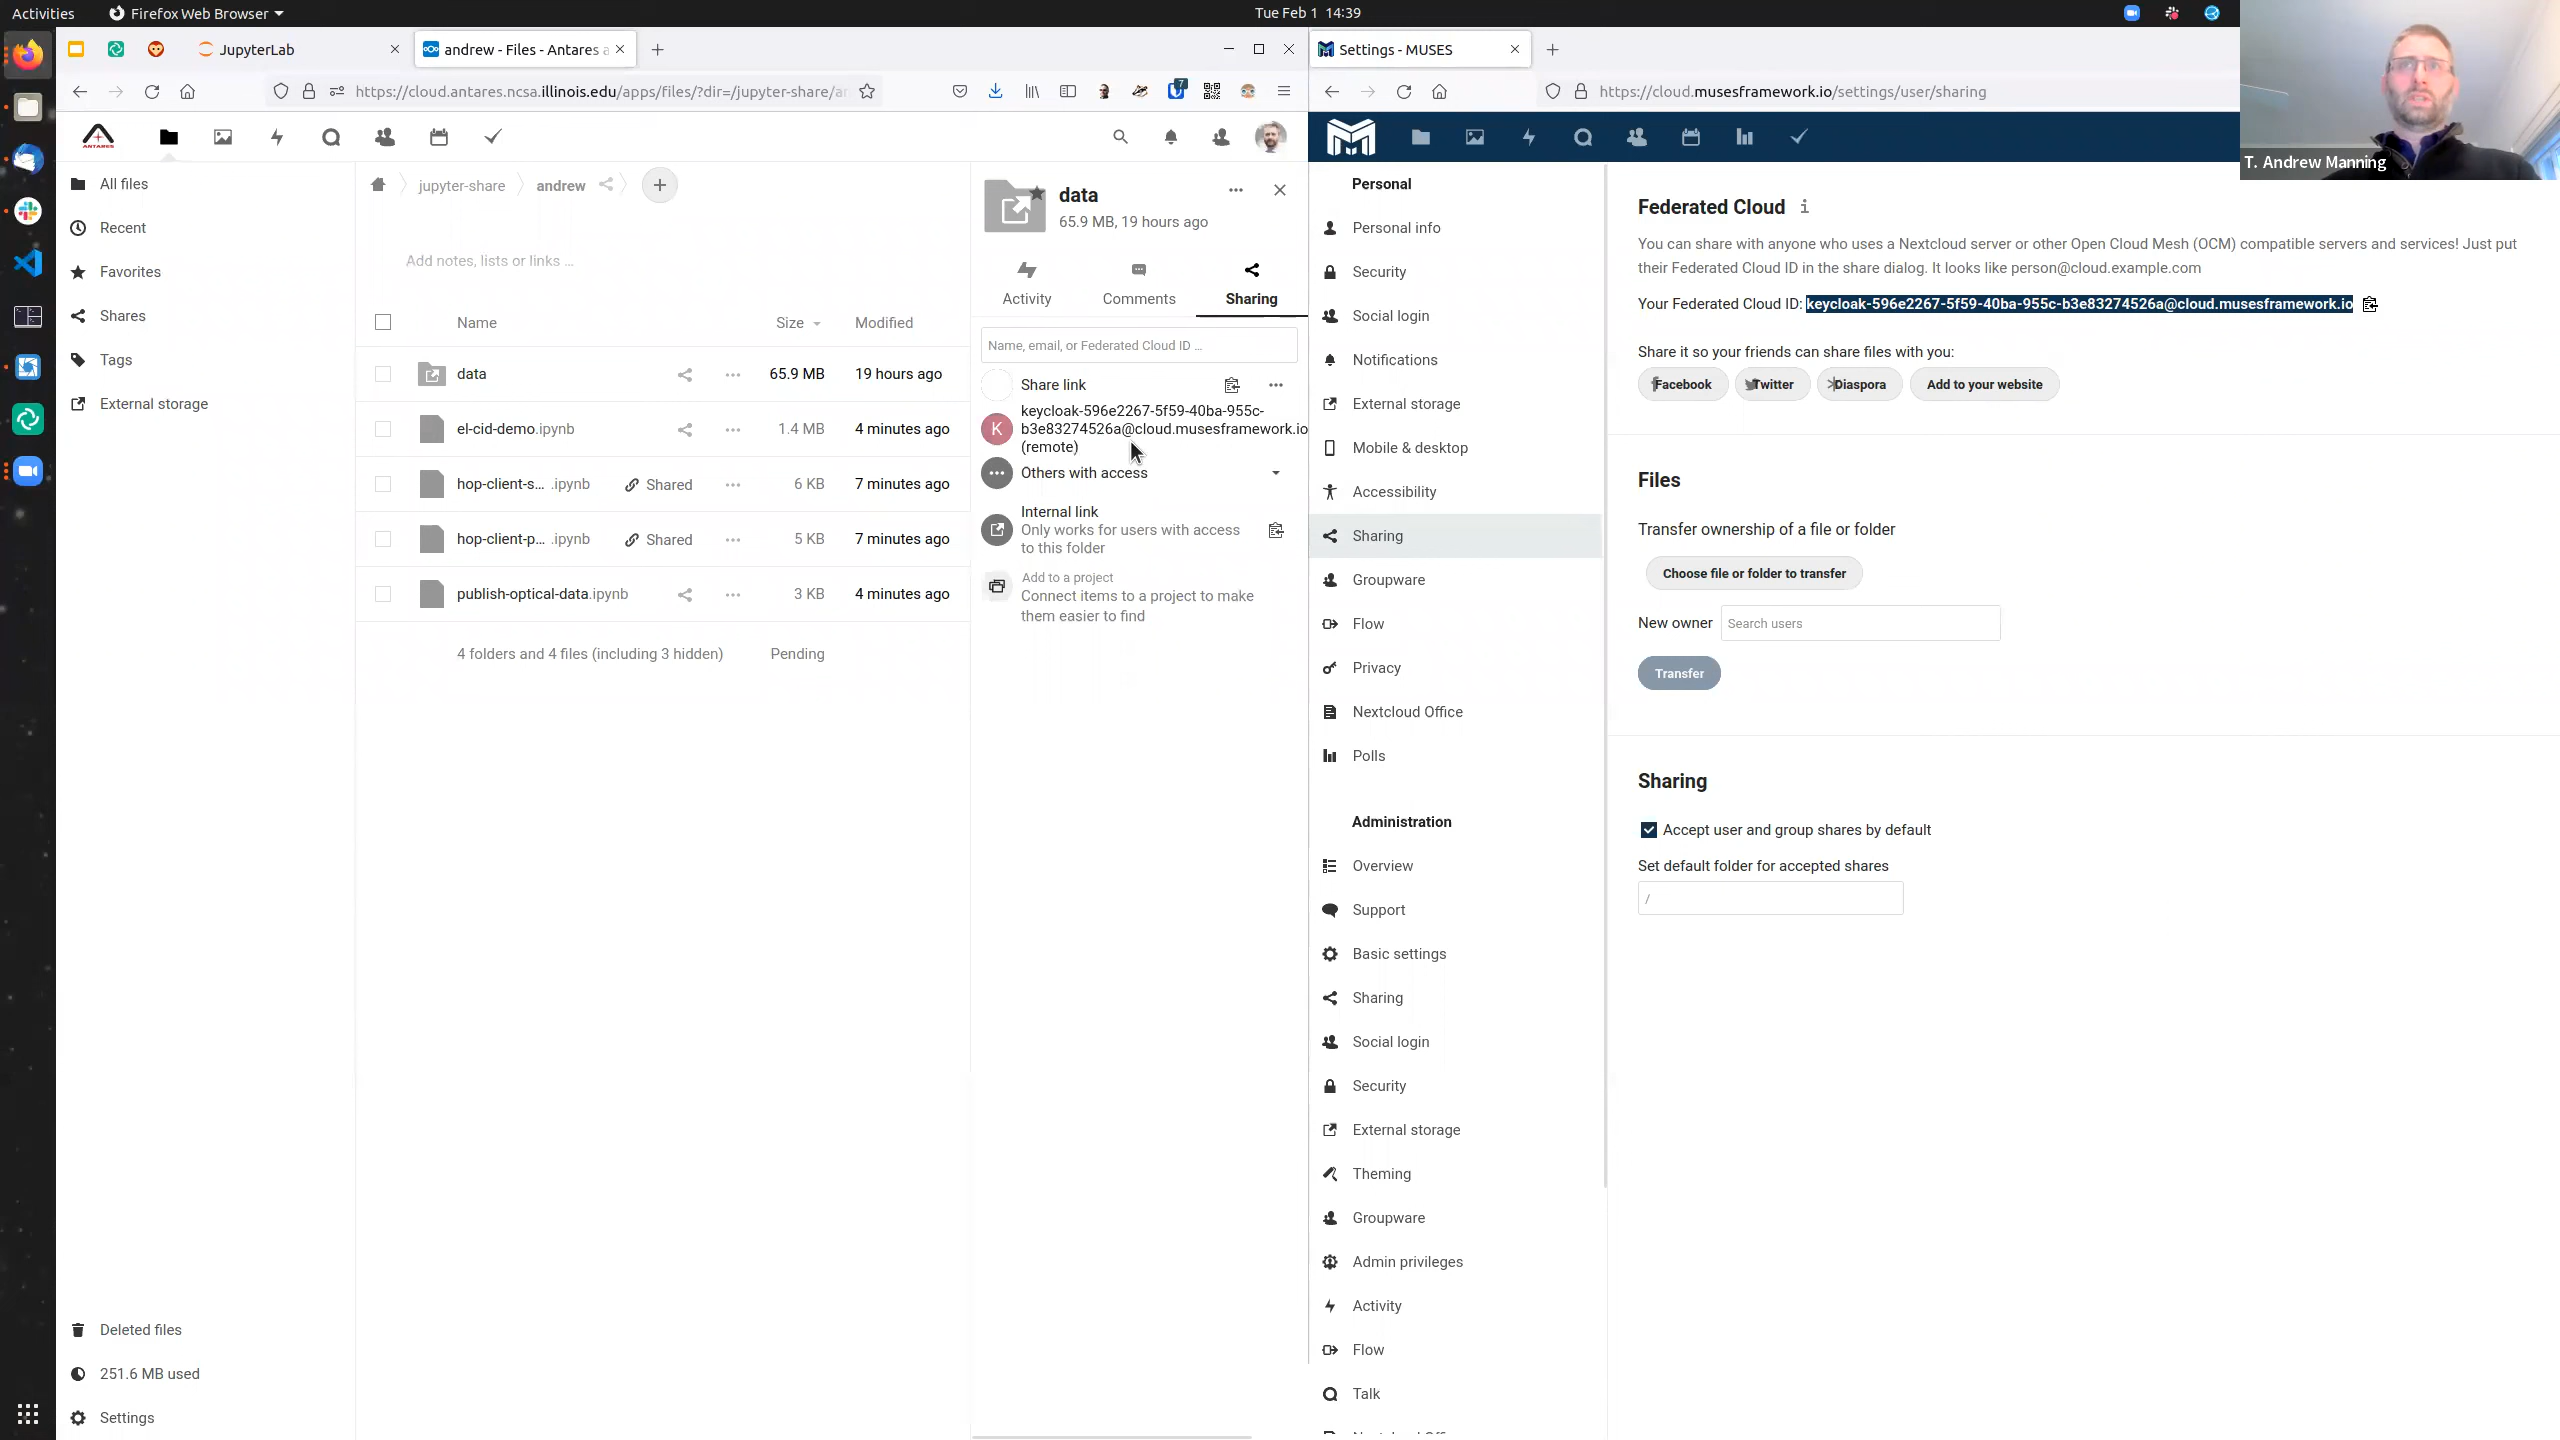 Activities
Firefox Web Browser
Tue Feb 1 14:39
JupyterLab
andrew - Files - Antares a
https://cloud.antares.ncsa.illinois.edu/apps/files/?dir=/jupyter-share/an
7
ANTARES
All files
Recent
Favorites
Shares
Tags
External storage
jupyter-share
andrew
Add notes, lists or links ...
Name
Size
Modified
data
65.9 MB
19 hours ago
el-cid-demo.ipynb
1.4 MB
4 minutes ago
hop-client-s... .ipynb
Shared
6 KB
7 minutes ago
hop-client-p... .ipynb
Shared
5 KB
7 minutes ago
publish-optical-data.ipynb
3 KB
4 minutes ago
4 folders and 4 files (including 3 hidden)
Pending
Deleted files
251.6 MB used
Settings
data
65.9 MB, 19 hours ago
Activity
Comments
Sharing
Name, email, or Federated Cloud ID ...
Share link
K
keycloak-596e2267-5f59-40ba-955c-
b3e83274526a@cloud.musesframework.io
(remote)
Others with access
Internal link
Only works for users with access
to this folder
Add to a project
Connect items to a project to make
them easier to find
Settings - MUSES
https://cloud.musesframework.io/settings/user/sharing
Personal
Personal info
Security
Social login
Notifications
External storage
Mobile & desktop
Accessibility
Sharing
Groupware
Flow
Privacy
Nextcloud Office
Polls
Administration
Overview
Support
Basic settings
Sharing
Social login
Security
External storage
Theming
Groupware
Admin privileges
Activity
Flow
Talk
Federated Cloud
You can share with anyone who uses a Nextcloud server or other Open Cloud Mesh (OCM) compatible servers and services! Just put
their Federated Cloud ID in the share dialog. It looks like person@cloud.example.com
Your Federated Cloud ID: keycloak-596e2267-5f59-40ba-955c-b3e83274526a@cloud.musesframework.io
Share it so your friends can share files with you:
Facebook
Twitter
Diaspora
Add to your website
Files
Transfer ownership of a file or folder
Choose file or folder to transfer
New owner
Search users
Transfer
Sharing
Accept user and group shares by default
Set default folder for accepted shares
/
T. Andrew Manning